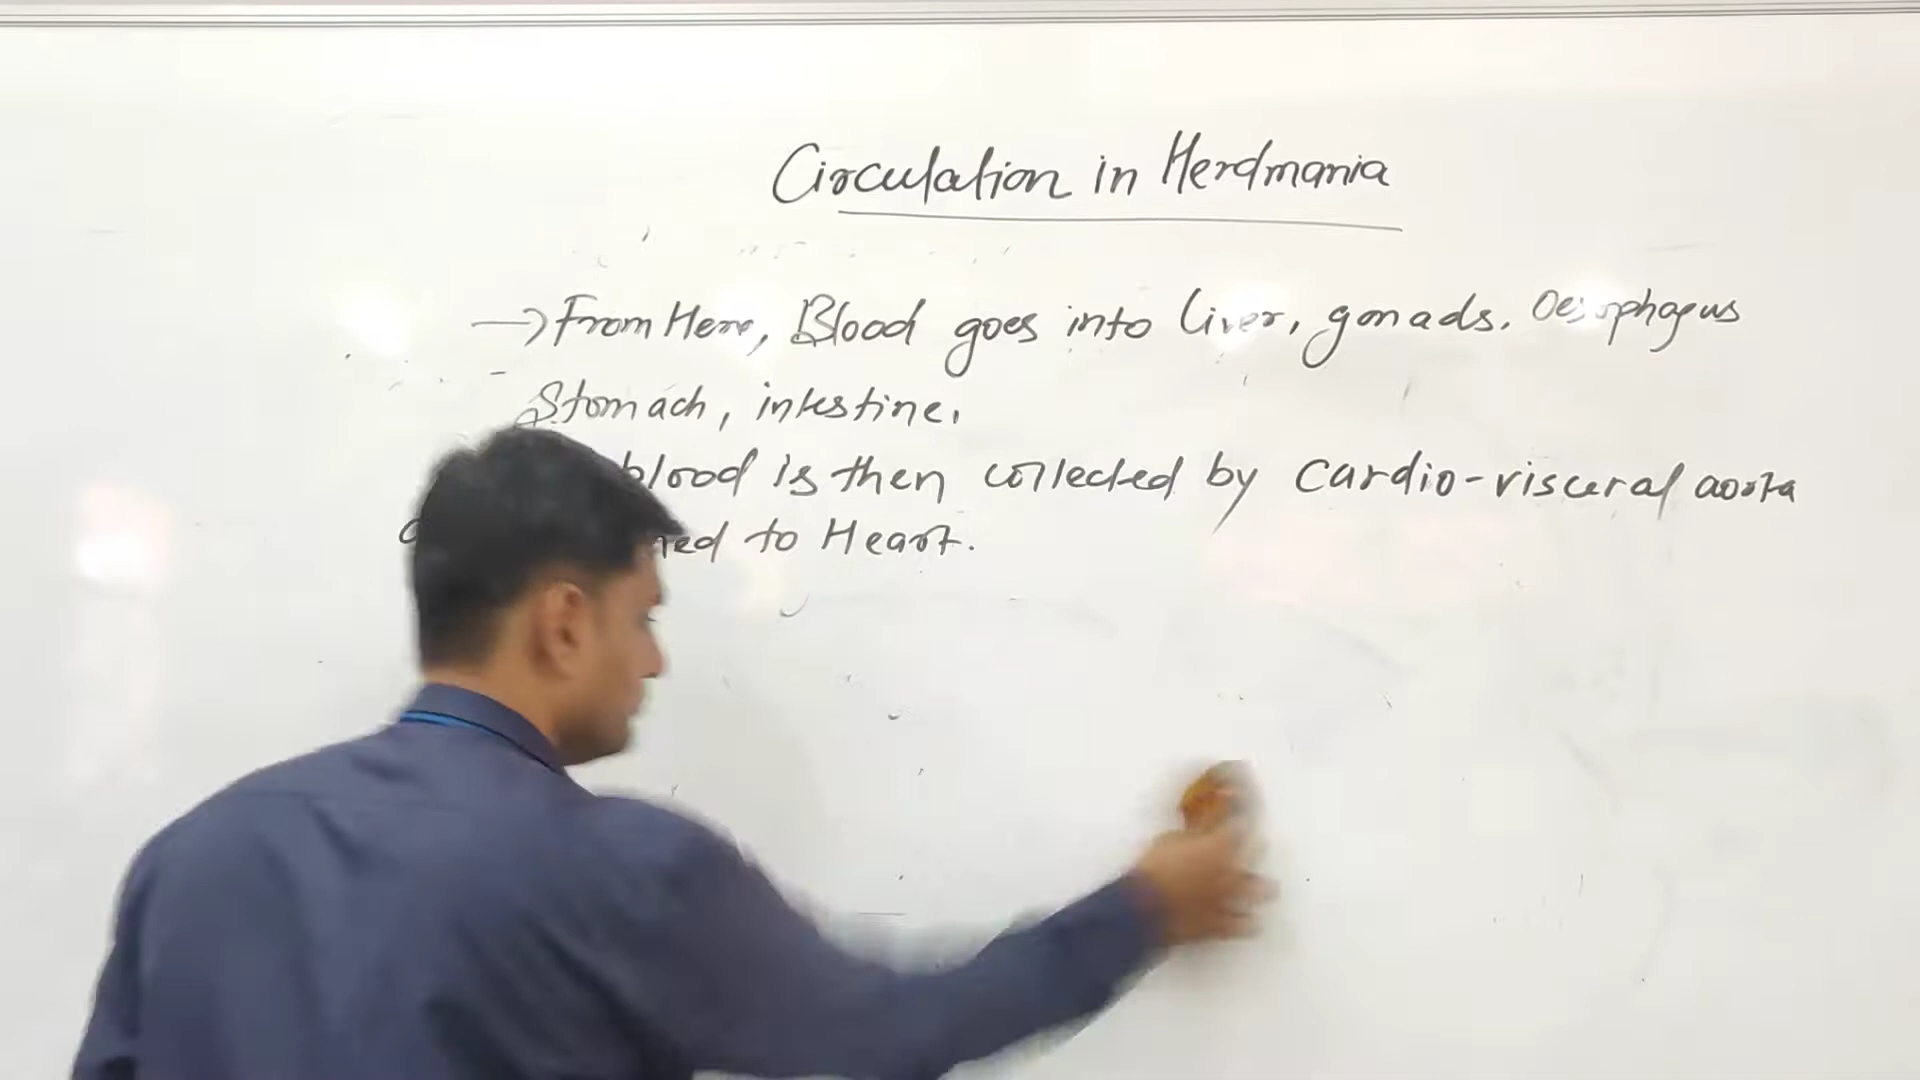 Circulation in Herdmania
→ From Here, Blood goes into liver, gonads, Oesophagus
Stomach, intestine.
blood is then collected by cardio-visceral aorta
to Heart.